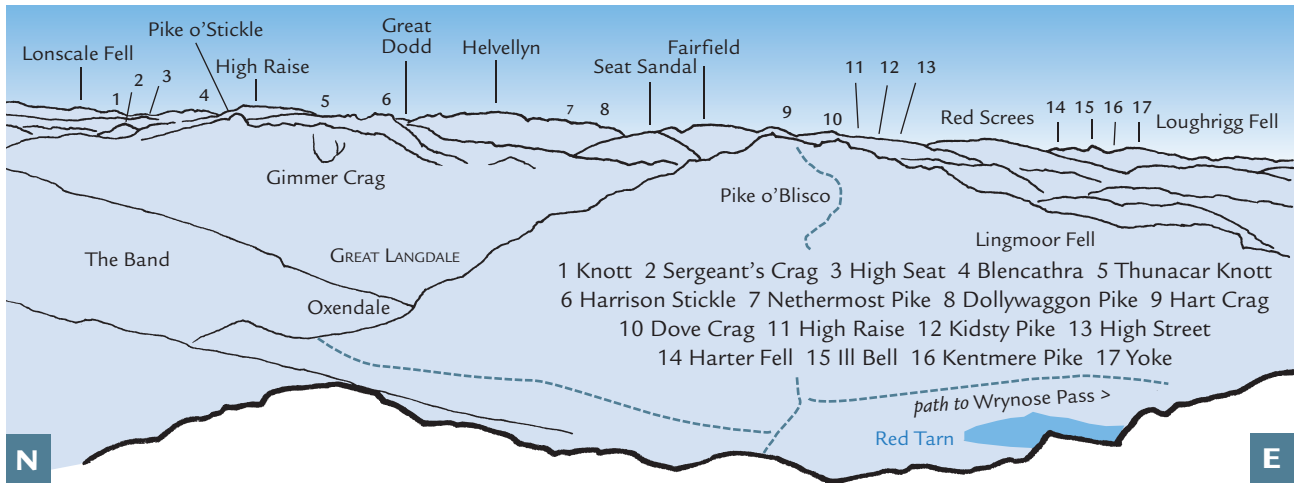 Lonscale Fell
Pike o'Stickle
Great
Dodd
Helvellyn
Fairfield
Seat Sandal
High Raise
1
2
3
4
5
6
7
8
9
10
11
12
13
Red Screes
14
15
16
17
Loughrigg Fell
Gimmer Crag
Pike o'Blisco
The Band
GREAT LANGDALE
Oxendale
Lingmoor Fell
1 Knott 2 Sergeant's Crag 3 High Seat 4 Blencathra 5 Thunacar Knott
6 Harrison Stickle 7 Nethermost Pike 8 Dollywaggon Pike 9 Hart Crag
10 Dove Crag 11 High Raise 12 Kidsty Pike 13 High Street
14 Harter Fell 15 Ill Bell 16 Kentmere Pike 17 Yoke
path to Wrynose Pass >
Red Tarn
N
E